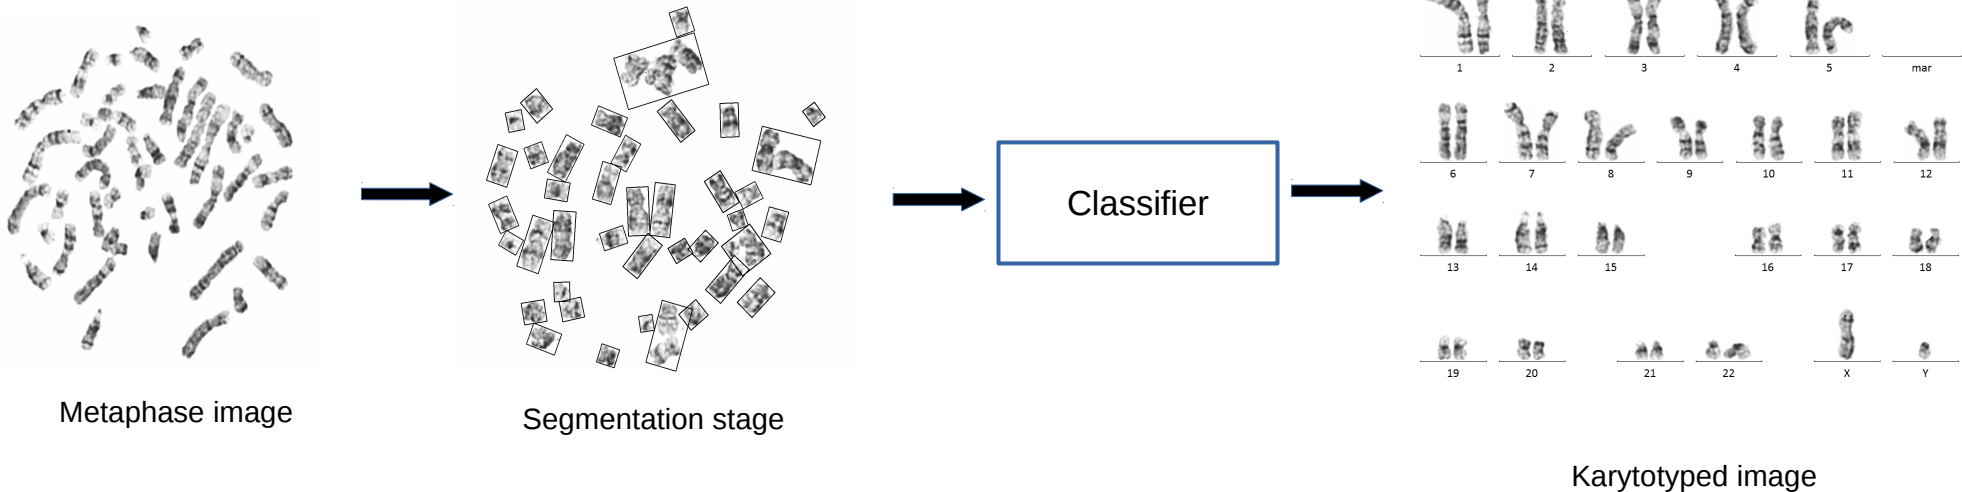 1 2 3 4 5 mar
6 7 8 9 10 11 12
Classifier
13 14 15 16 17 18
19 20 21 22 X Y
Metaphase image
Segmentation stage
Karytotyped image